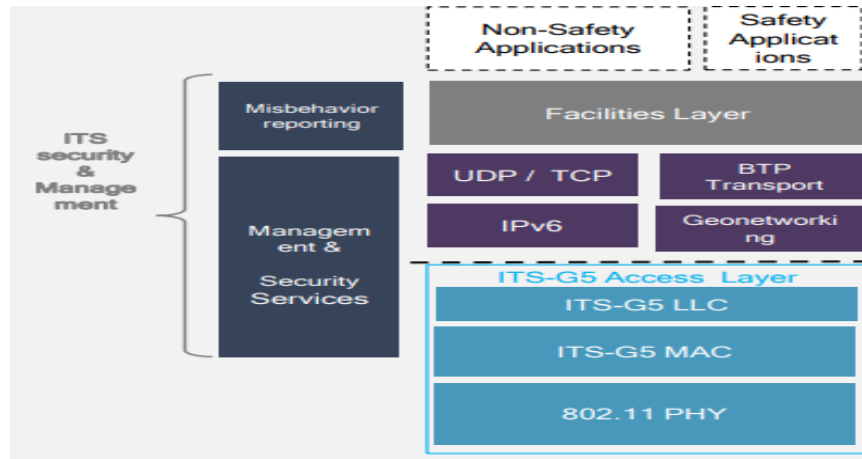 Non-Safety
Applications
Safety
Applicat
ions
ITS
security
&
Manage
ment
Misbehavior
reporting
Facilities Layer
Managem
ent &
Security
Services
UDP / TCP
BTP
Transport
IPv6
Geonetworki
ng
ITS-G5 Access Layer
ITS-G5 LLC
ITS-G5 MAC
802.11 PHY